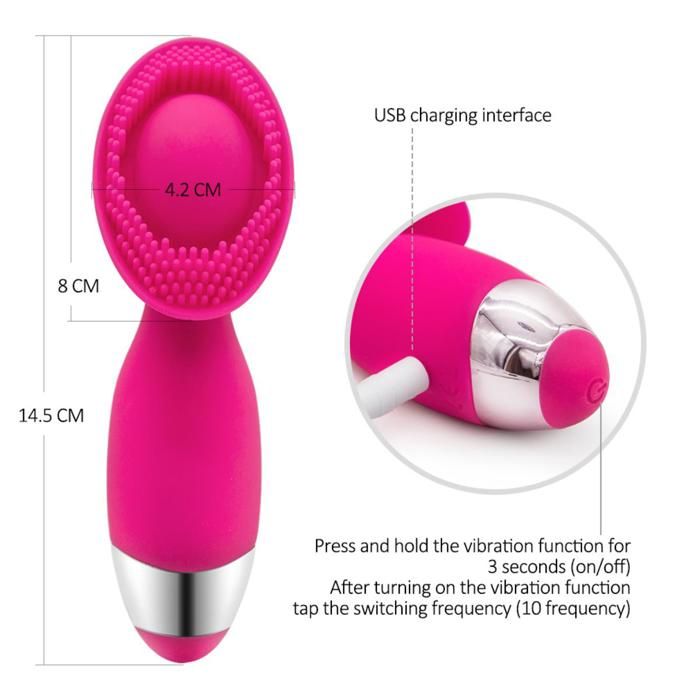 USB charging interface
4.2 CM
8 CM
14.5 CM
Press and hold the vibration function for
3 seconds (on/off)
After turning on the vibration function
tap the switching frequency (10 frequency)